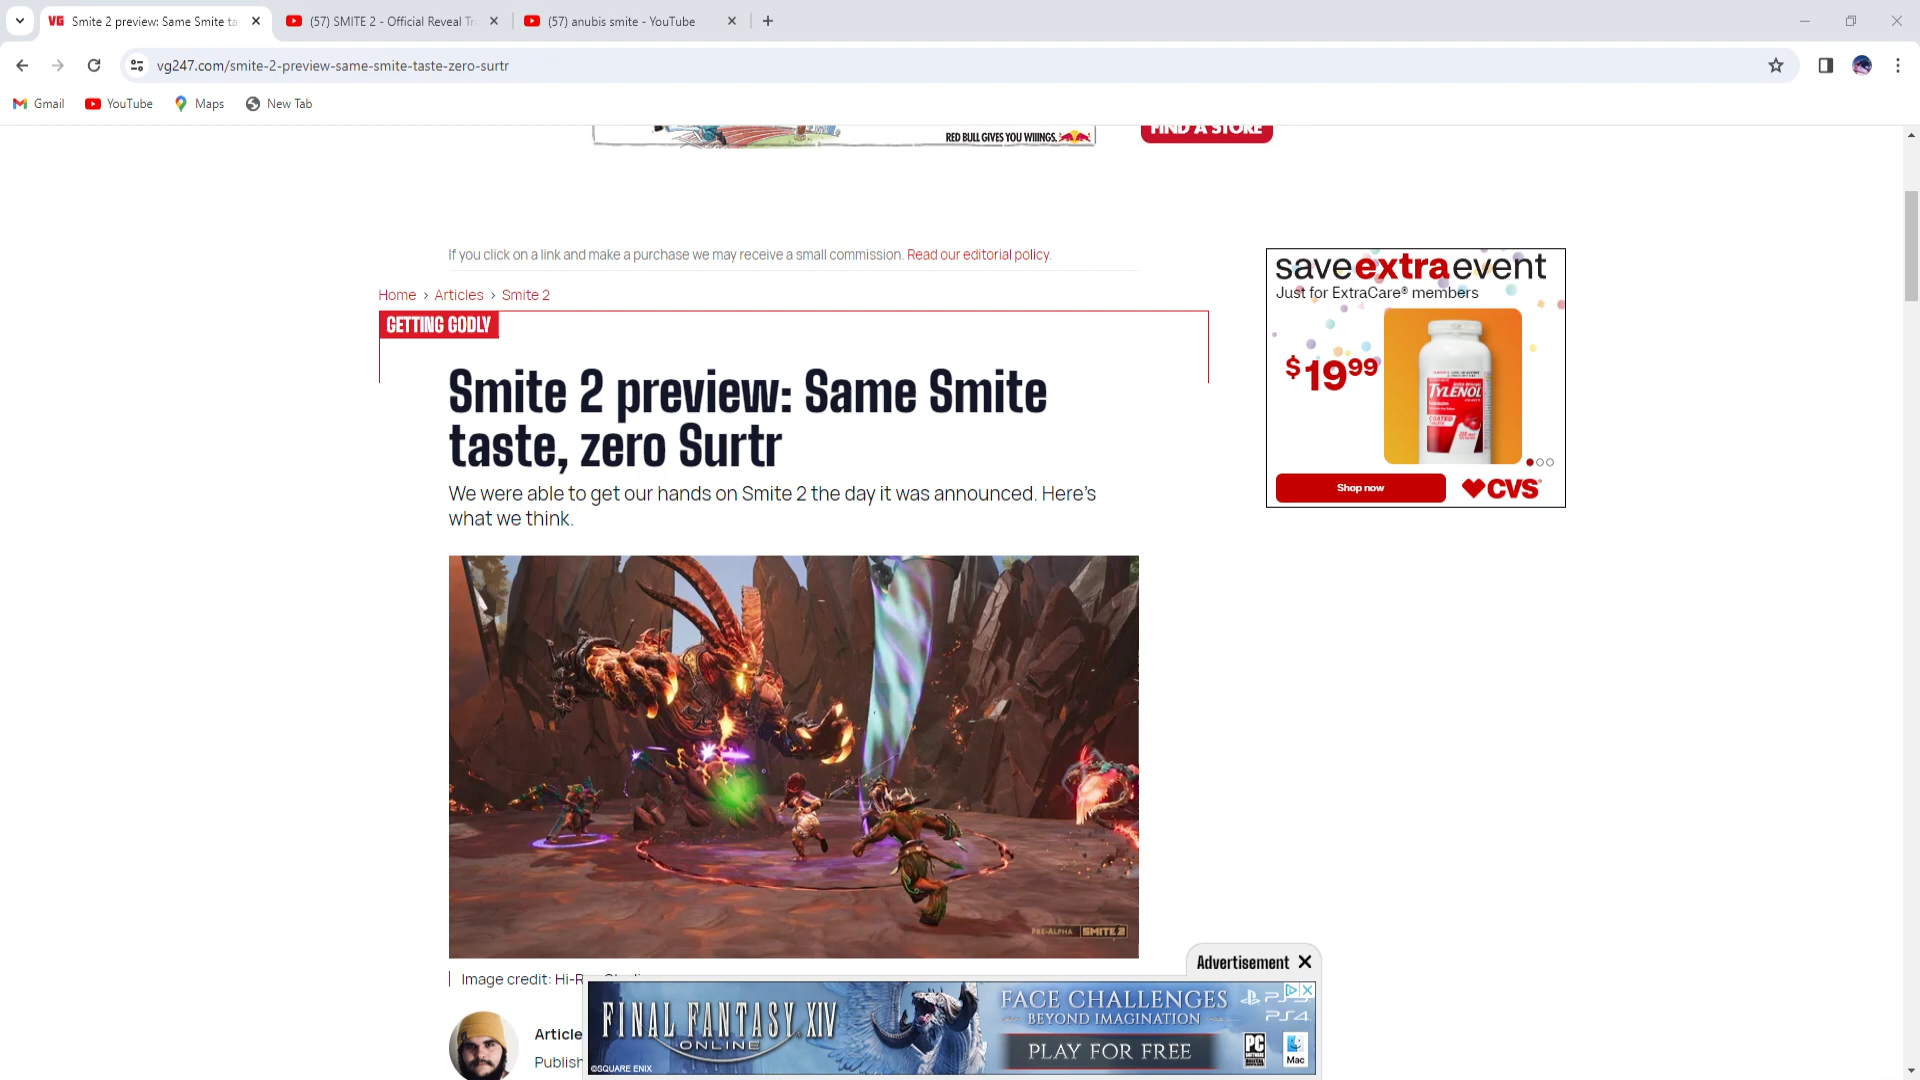 VG Smite 2 preview: Same Smite ta
(57) SMITE 2 - Official Reveal Tr
(57) anubis smite - YouTube
vg247.com/smite-2-preview-same-smite-taste-zero-surtr
Gmail
YouTube
Maps
New Tab
RED BULL GIVES YOU WIIINGS.
FIND A STORE
If you click on a link and make a purchase we may receive a small commission. Read our editorial policy.
Home › Articles › Smite 2
GETTING GODLY
Smite 2 preview: Same Smite
taste, zero Surtr
We were able to get our hands on Smite 2 the day it was announced. Here's
what we think.
save extra event
Just for ExtraCare® members
$19.99
TYLENOL
Shop now
CVS®
PRE-ALPHA SMITE 2
Image credit: Hi-R
Advertisement
Article
Publish
FINAL FANTASY XIV
ONLINE
©SQUARE ENIX
FACE CHALLENGES
BEYOND IMAGINATION
PLAY FOR FREE
PS5
PS4
PC
Mac